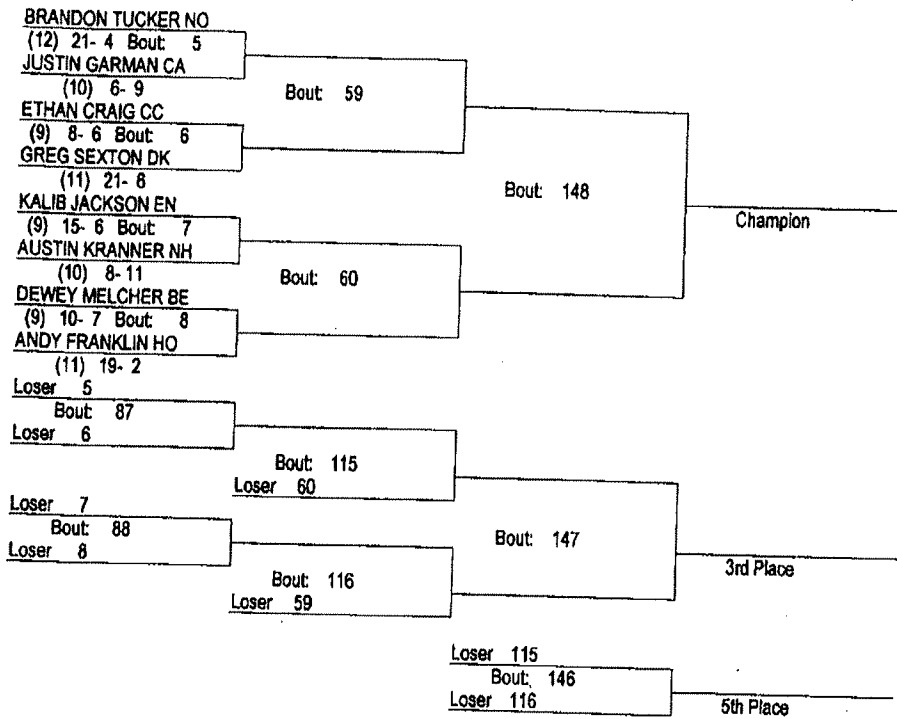 BRANDON TUCKER NO
(12) 21- 4 Bout: 5
JUSTIN GARMAN CA
(10) 6- 9
Bout: 59
ETHAN CRAIG CC
(9) 8- 6 Bout: 6
GREG SEXTON DK
(11) 21- 8
Bout: 148
KALIB JACKSON EN
(9) 15- 6 Bout: 7
Champion
AUSTIN KRANNER NH
(10) 8- 11
Bout: 60
DEWEY MELCHER BE
(9) 10- 7 Bout: 8
ANDY FRANKLIN HO
(11) 19- 2
Loser 5
Bout: 87
Loser 6
Bout: 115
Loser 60
Loser 7
Bout: 88
Loser 8
Bout: 147
3rd Place
Bout: 116
Loser 59
Loser 115
Bout: 146
Loser 116
5th Place